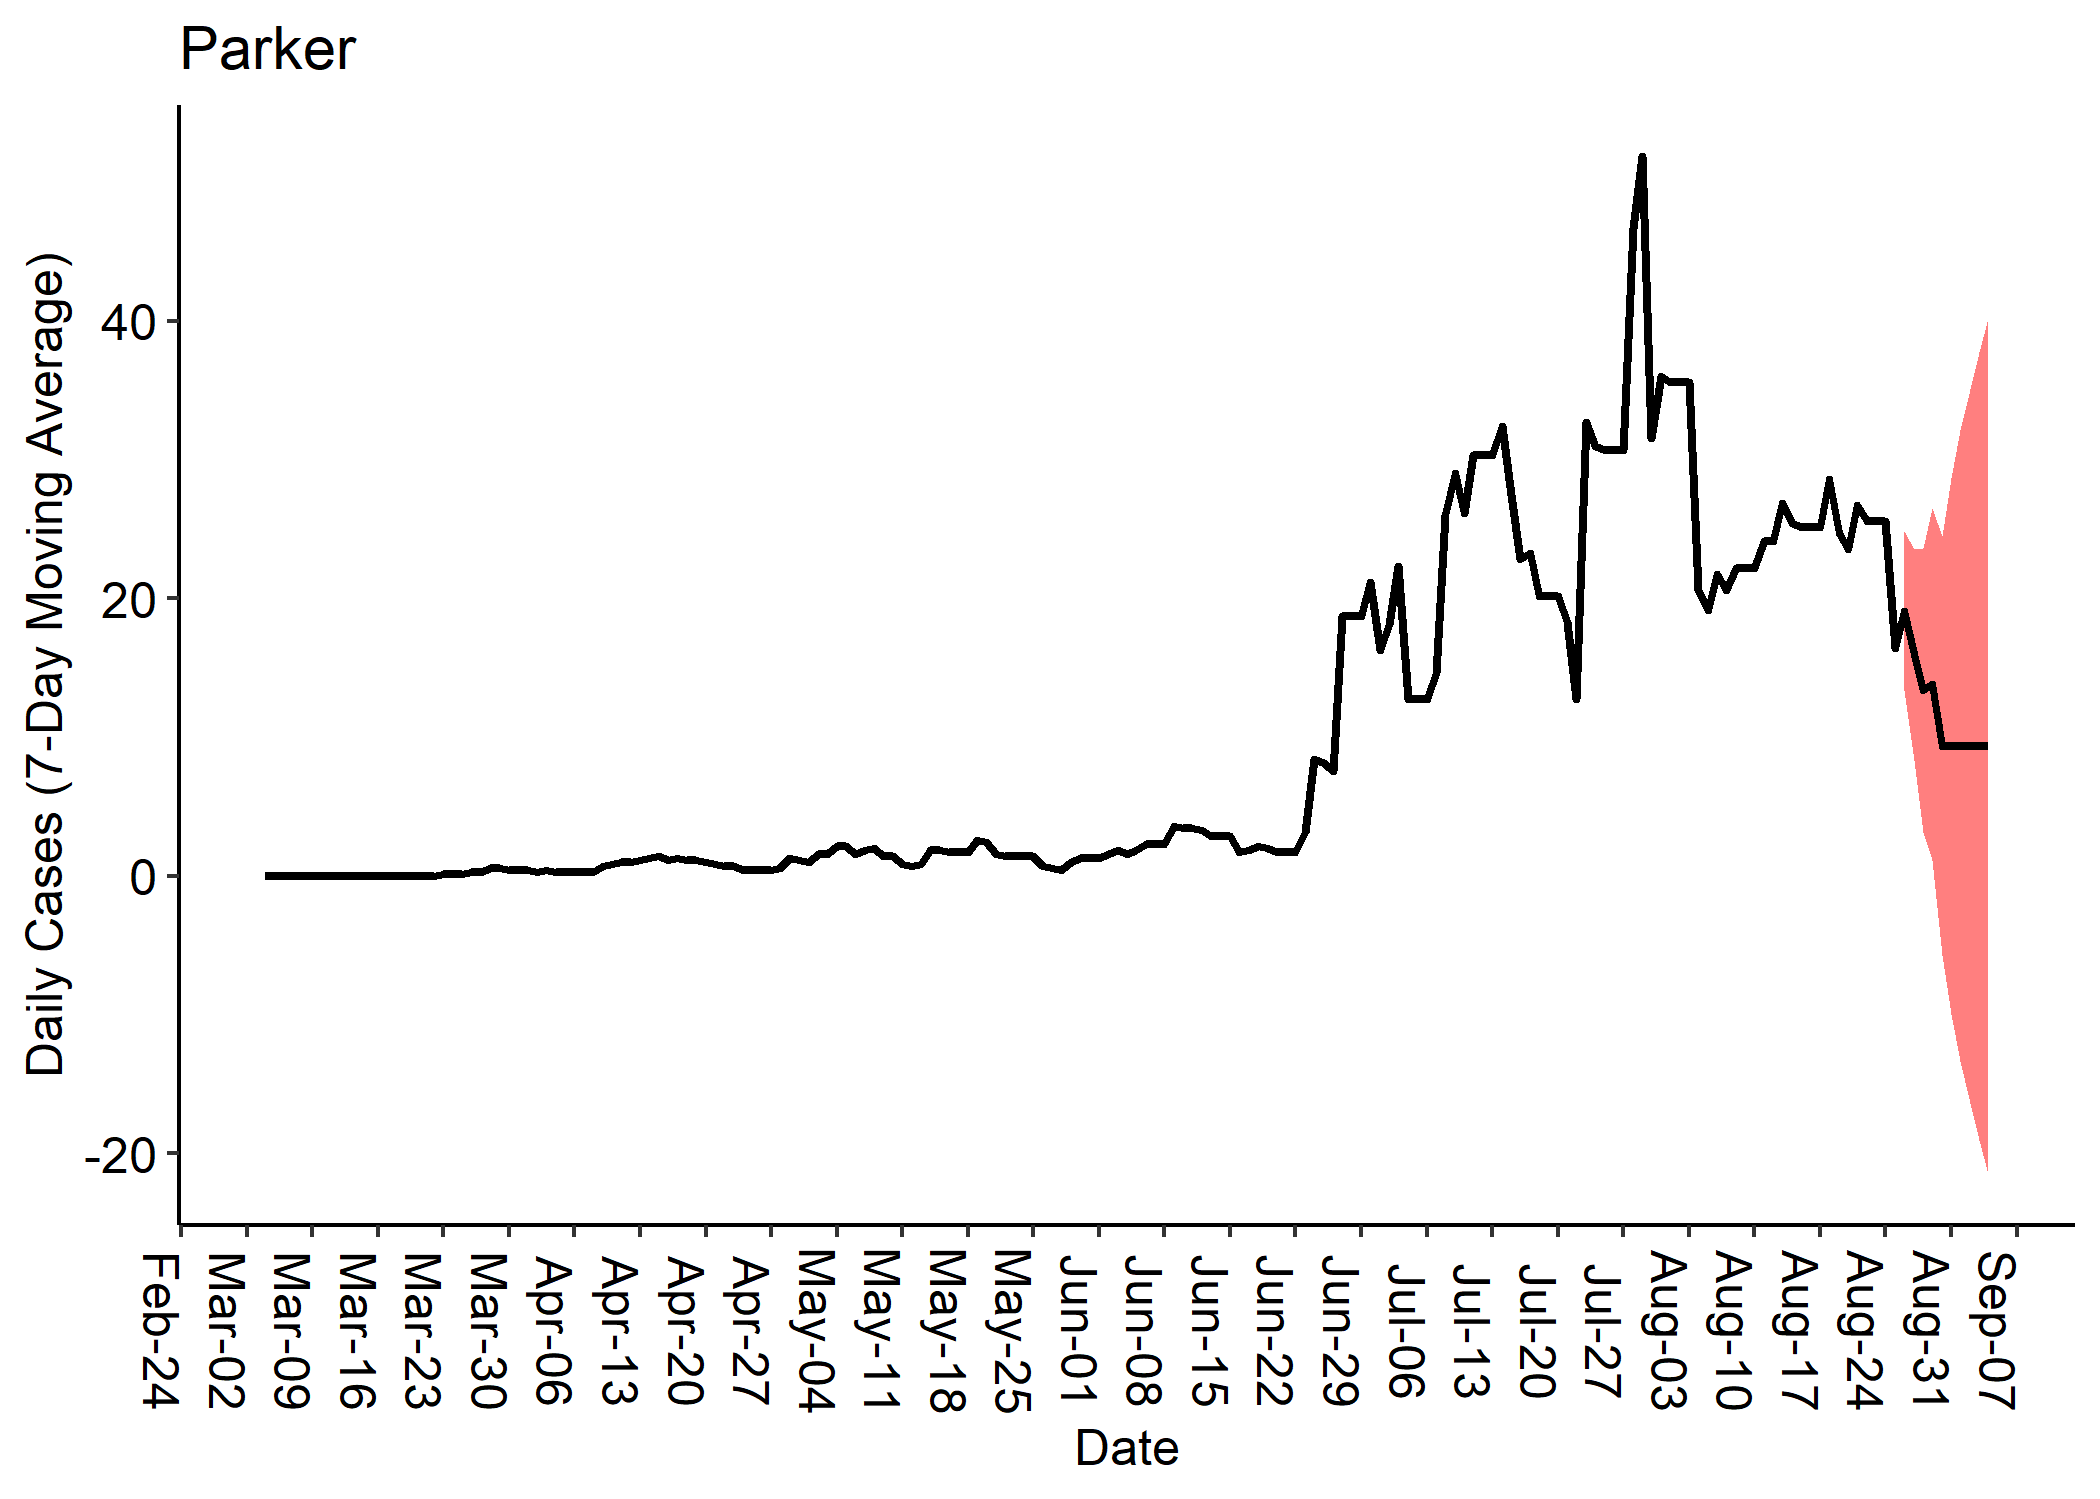 Parker
Daily Cases (7-Day Moving Average)
40
20
0
-20
Feb-24
Mar-02
Mar-09
Mar-16
Mar-23
Mar-30
Apr-06
Apr-13
Apr-20
Apr-27
May-04
May-11
May-18
May-25
Jun-01
Jun-08
Jun-15
Jun-22
Jun-29
Jul-06
Jul-13
Jul-20
Jul-27
Aug-03
Aug-10
Aug-17
Aug-24
Aug-31
Sep-07
Date